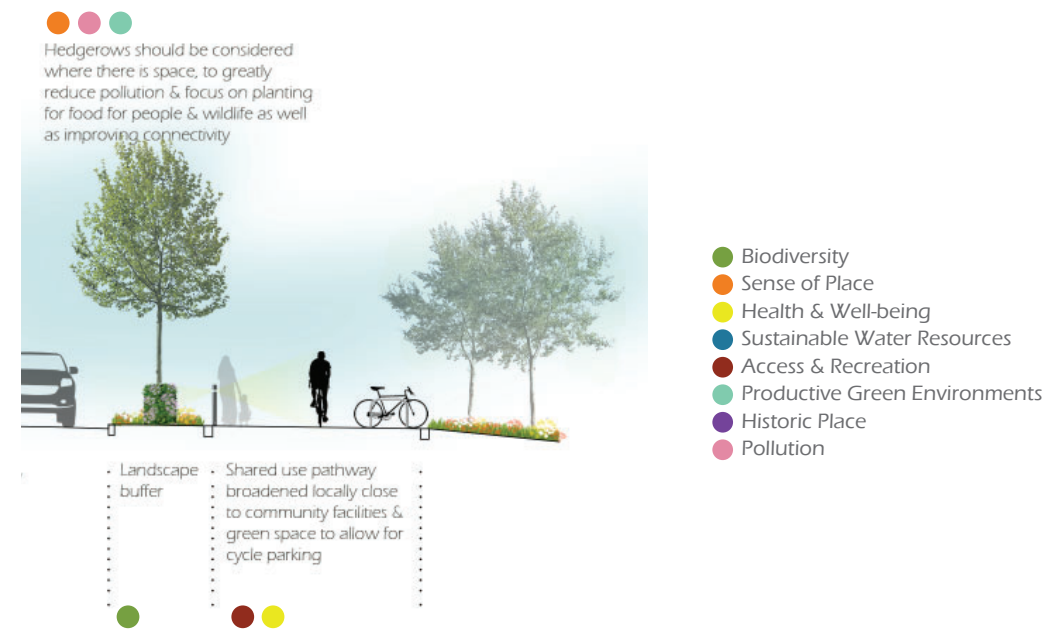 Hedgerows should be considered
where there is space, to greatly
reduce pollution & focus on planting
for food for people & wildlife as well
as improving connectivity
Landscape
buffer
Shared use pathway
broadened locally close
to community facilities &
green space to allow for
cycle parking
Biodiversity
Sense of Place
Health & Well-being
Sustainable Water Resources
Access & Recreation
Productive Green Environments
Historic Place
Pollution